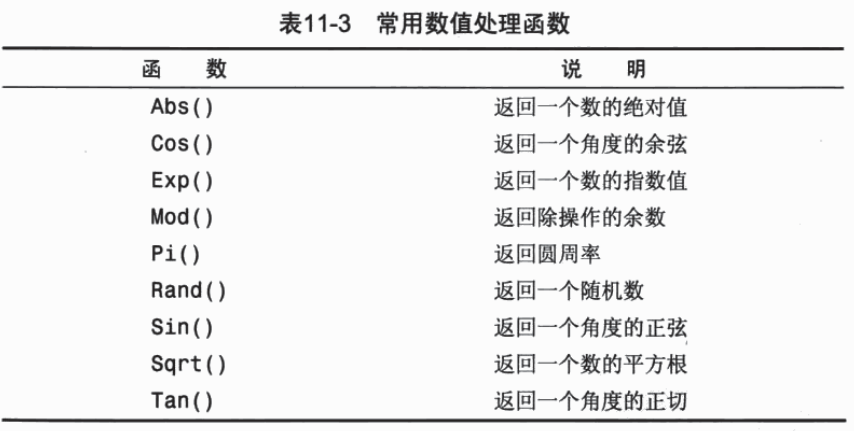 表11-3 常用数值处理函数
函 数 说 明
Abs() 返回一个数的绝对值
Cos() 返回一个角度的余弦
Exp() 返回一个数的指数值
Mod() 返回除操作的余数
Pi() 返回圆周率
Rand() 返回一个随机数
Sin() 返回一个角度的正弦
Sqrt() 返回一个数的平方根
Tan() 返回一个角度的正切